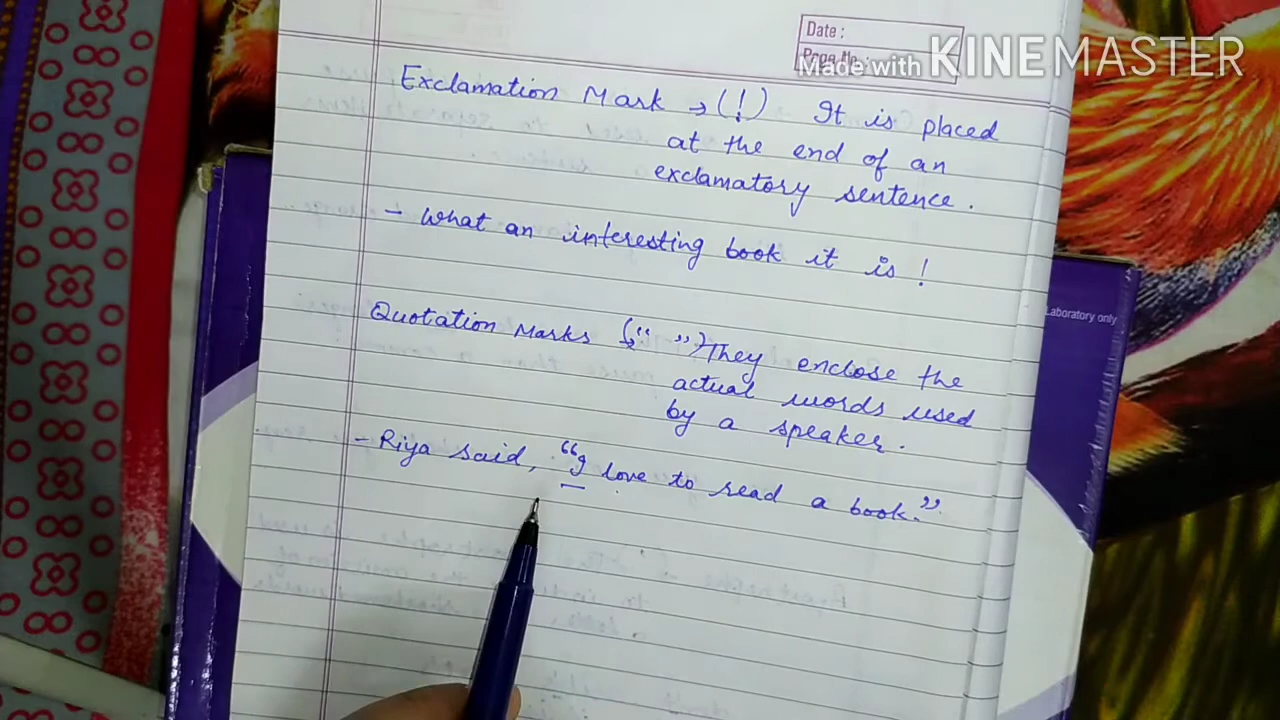 Date :
Page No.
Made with KINEMASTER
Exclamation Mark → (!) It is placed
at the end of an
exclamatory sentence.
- What an interesting book it is !
Laboratory only
Quotation Marks (“ ”) They enclose the
actual words used
by a speaker.
- Riya said, “I love to read a book.”